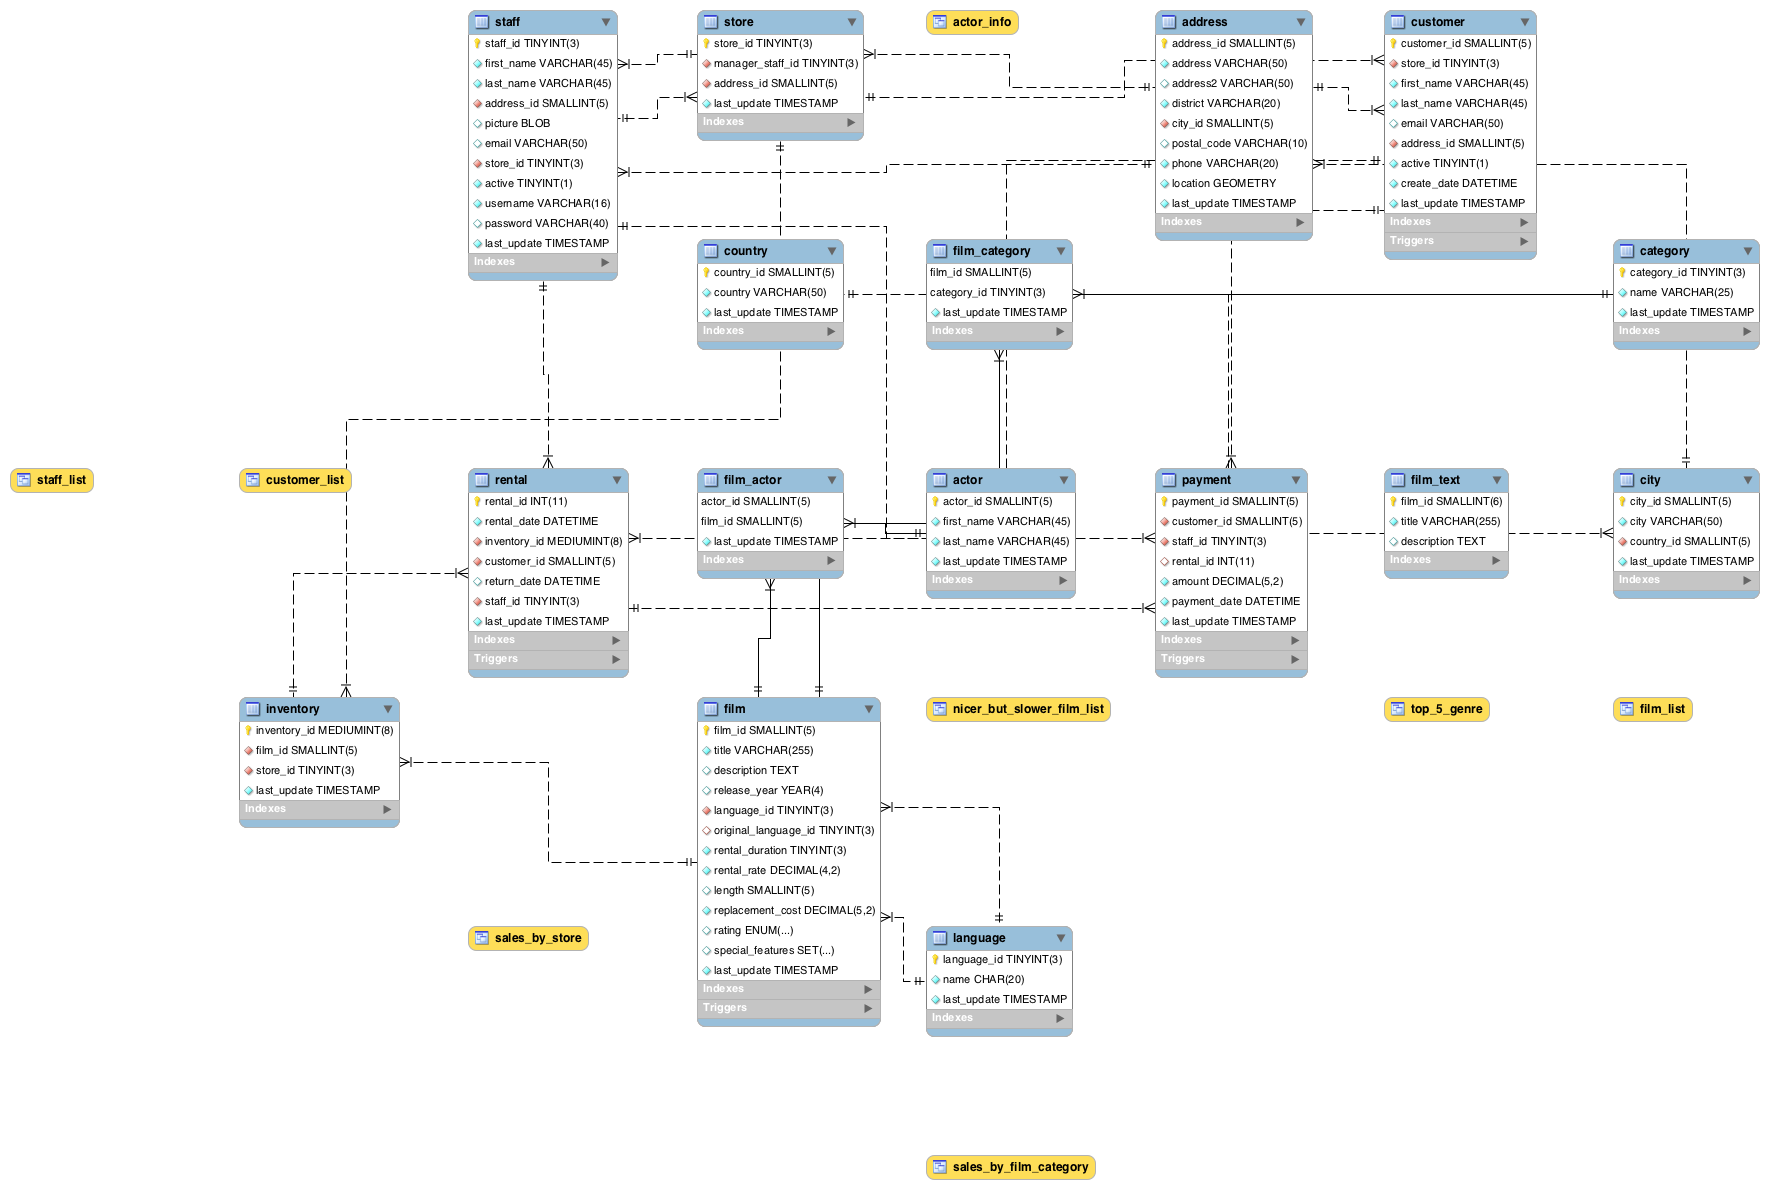 staff
staff_id TINYINT(3)
first_name VARCHAR(45)
last_name VARCHAR(45)
address_id SMALLINT(5)
picture BLOB
email VARCHAR(50)
store_id TINYINT(3)
active TINYINT(1)
username VARCHAR(16)
password VARCHAR(40)
last_update TIMESTAMP
Indexes
store
store_id TINYINT(3)
manager_staff_id TINYINT(3)
address_id SMALLINT(5)
last_update TIMESTAMP
Indexes
actor_info
address
address_id SMALLINT(5)
address VARCHAR(50)
address2 VARCHAR(50)
district VARCHAR(20)
city_id SMALLINT(5)
postal_code VARCHAR(10)
phone VARCHAR(20)
location GEOMETRY
last_update TIMESTAMP
Indexes
customer
customer_id SMALLINT(5)
store_id TINYINT(3)
first_name VARCHAR(45)
last_name VARCHAR(45)
email VARCHAR(50)
address_id SMALLINT(5)
active TINYINT(1)
create_date DATETIME
last_update TIMESTAMP
Indexes
Triggers
country
country_id SMALLINT(5)
country VARCHAR(50)
last_update TIMESTAMP
Indexes
film_category
film_id SMALLINT(5)
category_id TINYINT(3)
last_update TIMESTAMP
Indexes
category
category_id TINYINT(3)
name VARCHAR(25)
last_update TIMESTAMP
Indexes
staff_list
customer_list
rental
rental_id INT(11)
rental_date DATETIME
inventory_id MEDIUMINT(8)
customer_id SMALLINT(5)
return_date DATETIME
staff_id TINYINT(3)
last_update TIMESTAMP
Indexes
Triggers
film_actor
actor_id SMALLINT(5)
film_id SMALLINT(5)
last_update TIMESTAMP
Indexes
actor
actor_id SMALLINT(5)
first_name VARCHAR(45)
last_name VARCHAR(45)
last_update TIMESTAMP
Indexes
payment
payment_id SMALLINT(5)
customer_id SMALLINT(5)
staff_id TINYINT(3)
rental_id INT(11)
amount DECIMAL(5,2)
payment_date DATETIME
last_update TIMESTAMP
Indexes
Triggers
film_text
film_id SMALLINT(6)
title VARCHAR(255)
description TEXT
Indexes
city
city_id SMALLINT(5)
city VARCHAR(50)
country_id SMALLINT(5)
last_update TIMESTAMP
Indexes
inventory
inventory_id MEDIUMINT(8)
film_id SMALLINT(5)
store_id TINYINT(3)
last_update TIMESTAMP
Indexes
film
film_id SMALLINT(5)
title VARCHAR(255)
description TEXT
release_year YEAR(4)
language_id TINYINT(3)
original_language_id TINYINT(3)
rental_duration TINYINT(3)
rental_rate DECIMAL(4,2)
length SMALLINT(5)
replacement_cost DECIMAL(5,2)
rating ENUM(...)
special_features SET(...)
last_update TIMESTAMP
Indexes
Triggers
nicer_but_slower_film_list
top_5_genre
film_list
sales_by_store
language
language_id TINYINT(3)
name CHAR(20)
last_update TIMESTAMP
Indexes
sales_by_film_category